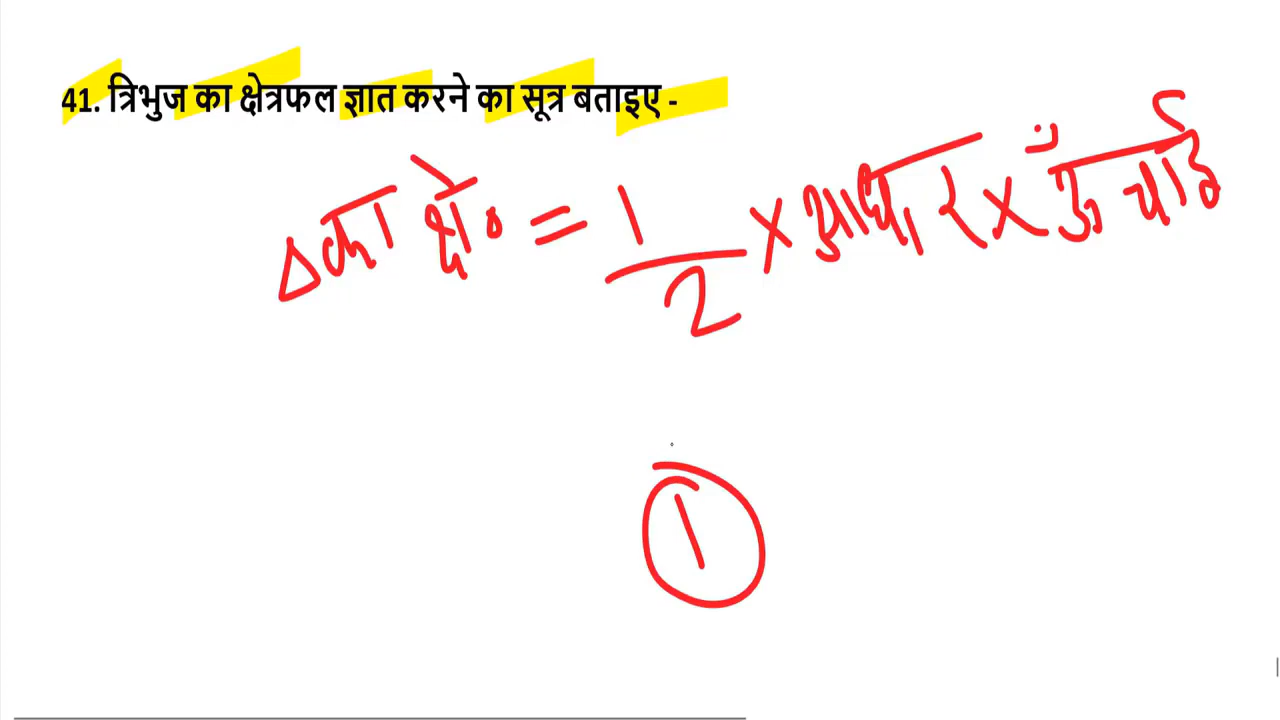 41. त्रिभुज का क्षेत्रफल ज्ञात करने का सूत्र बताइए -
Δ का क्षे० = 1/2 × आधार × ऊँचाई
1